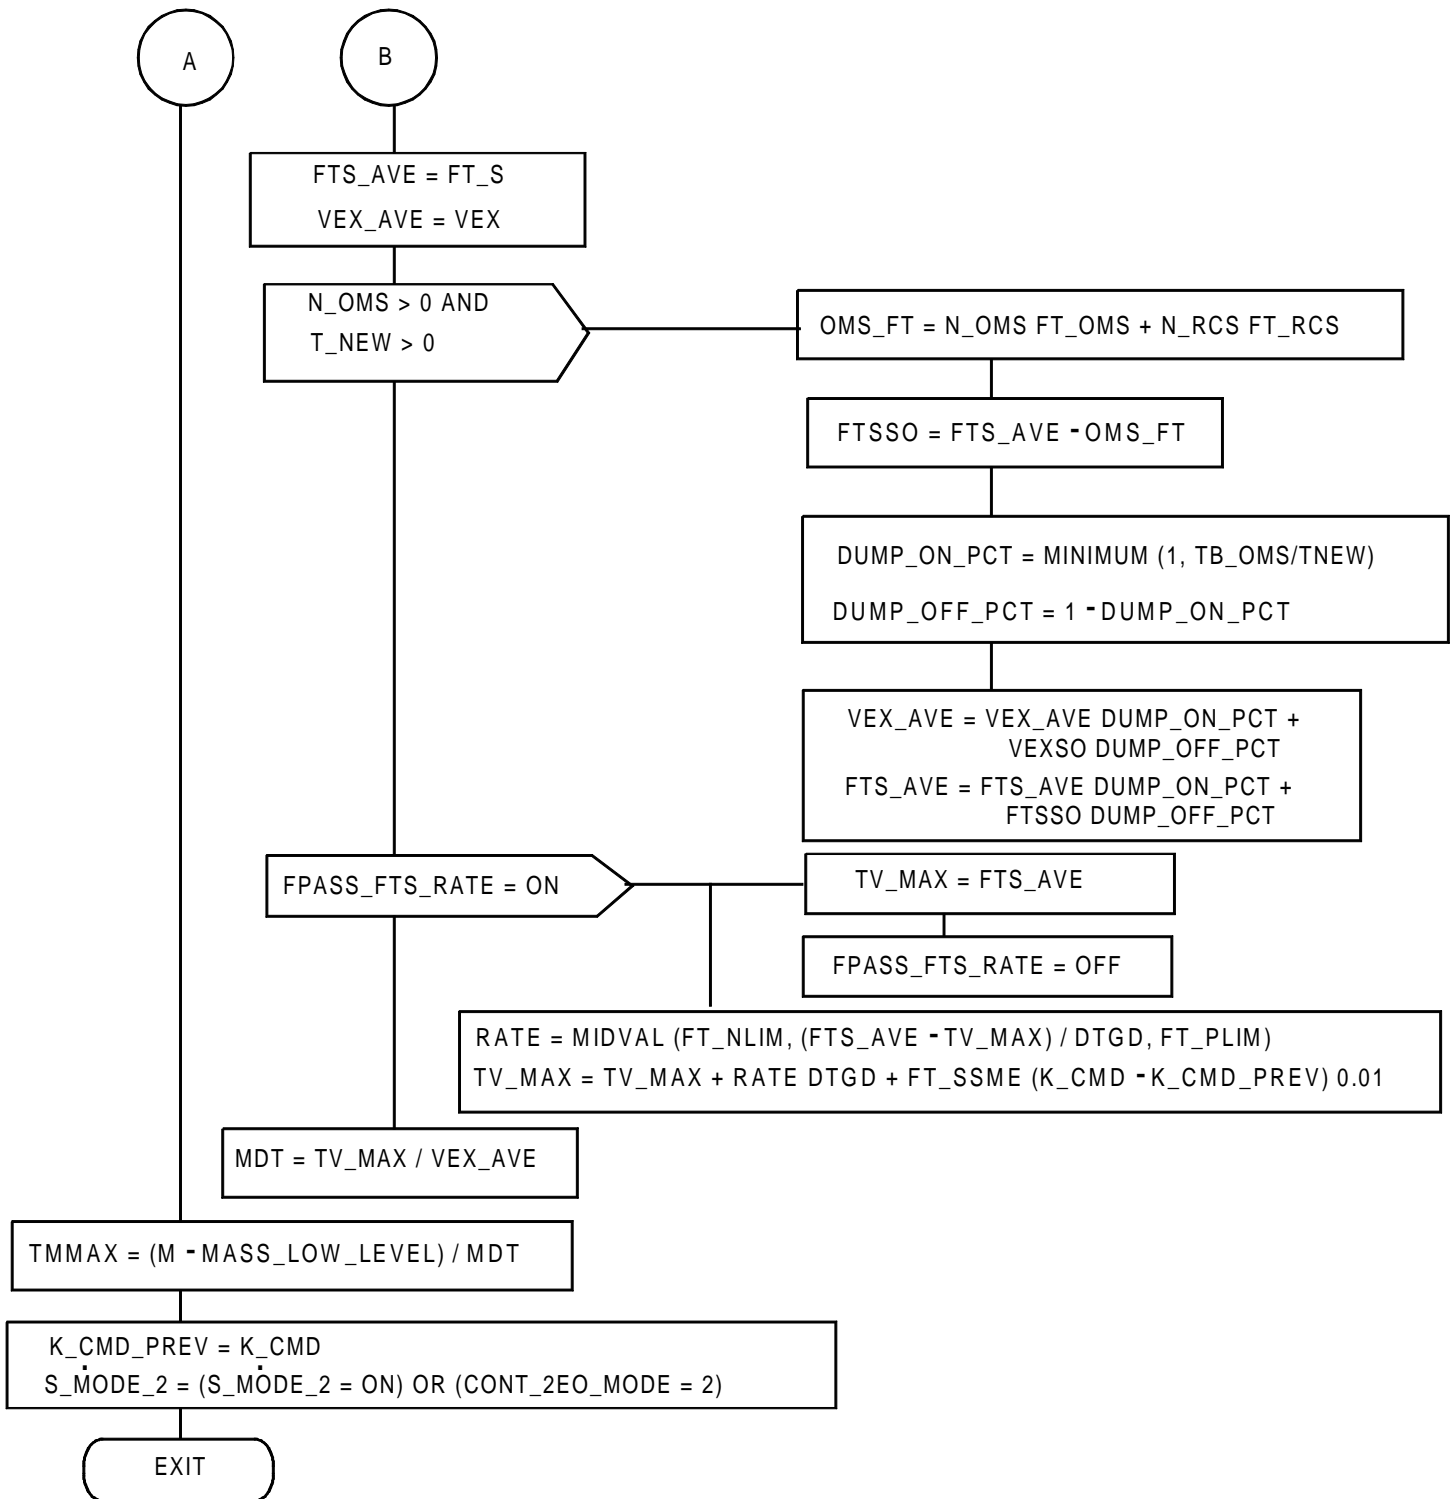 A
B
FTS_AVE = FT_S
VEX_AVE = VEX
N_OMS > 0 AND
T_NEW > 0
OMS_FT = N_OMS FT_OMS + N_RCS FT_RCS
FTSSO = FTS_AVE - OMS_FT
DUMP_ON_PCT = MINIMUM (1, TB_OMS/TNEW)
DUMP_OFF_PCT = 1 - DUMP_ON_PCT
VEX_AVE = VEX_AVE DUMP_ON_PCT +
VEXSO DUMP_OFF_PCT
FTS_AVE = FTS_AVE DUMP_ON_PCT +
FTSSO DUMP_OFF_PCT
FPASS_FTS_RATE = ON
TV_MAX = FTS_AVE
FPASS_FTS_RATE = OFF
RATE = MIDVAL (FT_NLIM, (FTS_AVE - TV_MAX) / DTGD, FT_PLIM)
TV_MAX = TV_MAX + RATE DTGD + FT_SSME (K_CMD - K_CMD_PREV) 0.01
MDT = TV_MAX / VEX_AVE
TMMAX = (M - MASS_LOW_LEVEL) / MDT
K_CMD_PREV = K_CMD
S_MODE_2 = (S_MODE_2 = ON) OR (CONT_2EO_MODE = 2)
EXIT